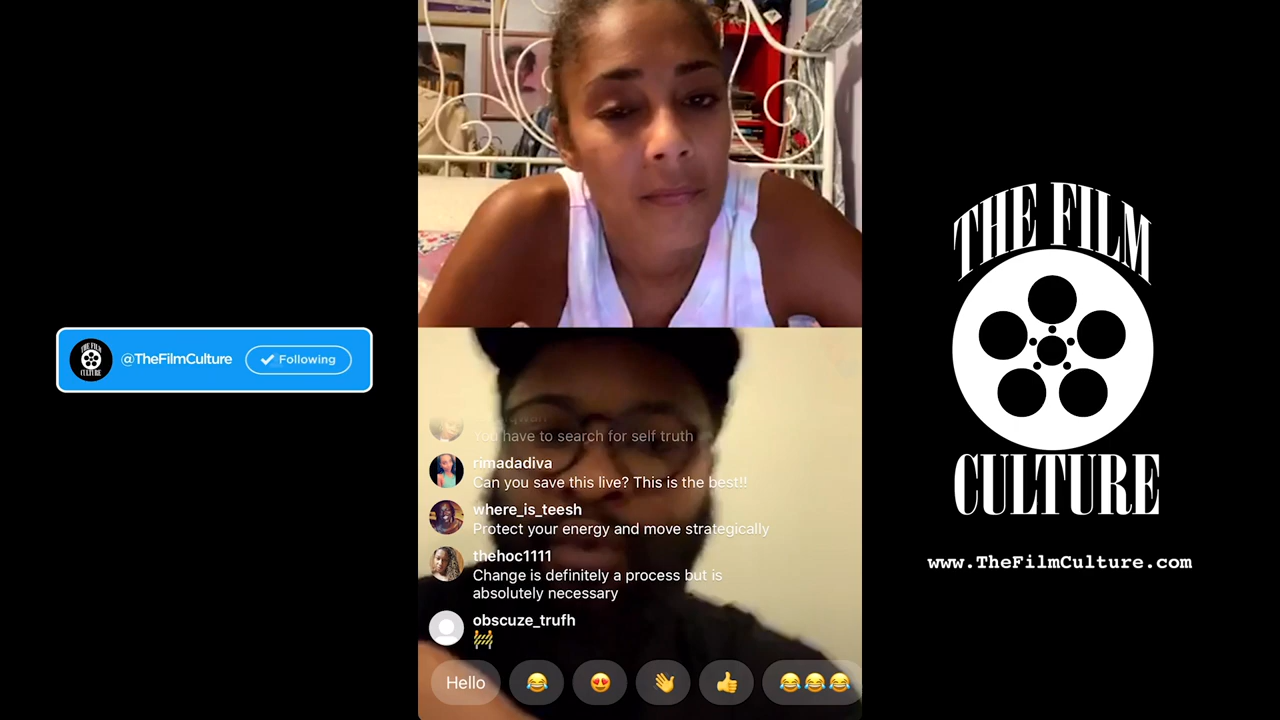 @TheFilmCulture
Following
You have to search for self truth
rimadadiva
Can you save this live? This is the best!!
where_is_teesh
Protect your energy and move strategically
thehoc1111
Change is definitely a process but is
absolutely necessary
obscuze_trufh
🚧
Hello 😂 😍 👋 👍 😂😂😂
THE FILM
CULTURE
www.TheFilmCulture.com